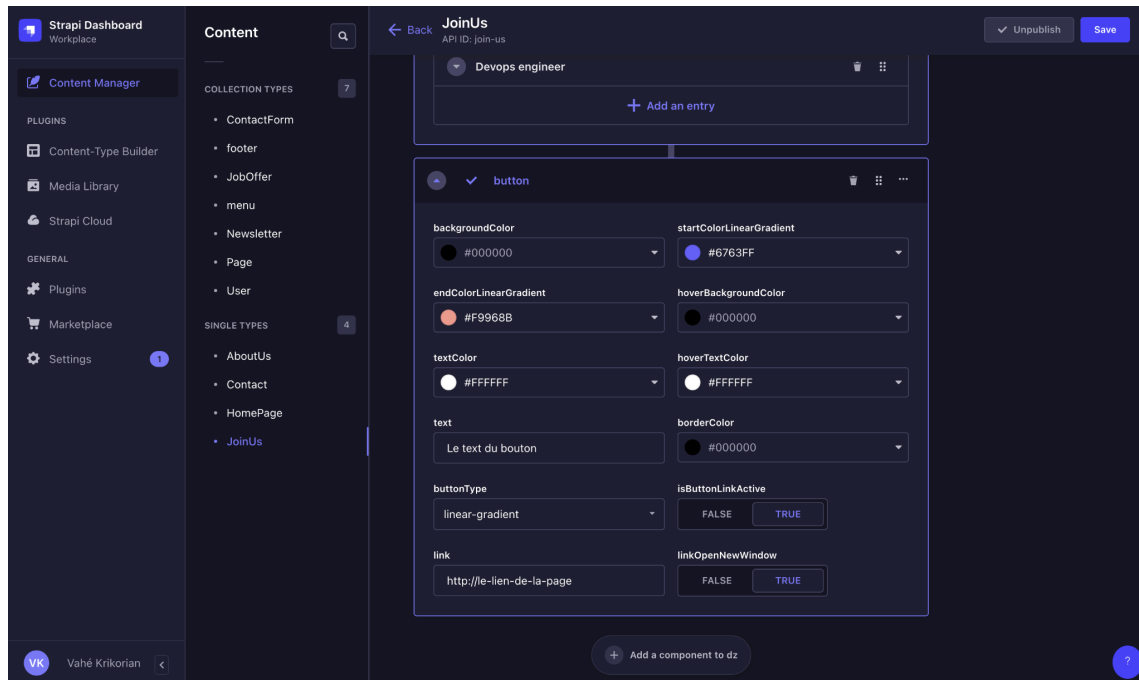 Strapi Dashboard
Workplace
Content Manager
PLUGINS
Content-Type Builder
Media Library
Strapi Cloud
GENERAL
Plugins
Marketplace
Settings
1
VK
Vahé Krikorian
Content
COLLECTION TYPES
7
ContactForm
footer
JobOffer
menu
Newsletter
Page
User
SINGLE TYPES
4
AboutUs
Contact
HomePage
JoinUs
Back
JoinUs
API ID: join-us
Unpublish
Save
Devops engineer
Add an entry
button
backgroundColor
#000000
startColorLinearGradient
#6763FF
endColorLinearGradient
#F9968B
hoverBackgroundColor
#000000
textColor
#FFFFFF
hoverTextColor
#FFFFFF
text
Le text du bouton
borderColor
#000000
buttonType
linear-gradient
isButtonLinkActive
FALSE TRUE
link
http://le-lien-de-la-page
linkOpenNewWindow
FALSE TRUE
Add a component to dz
?